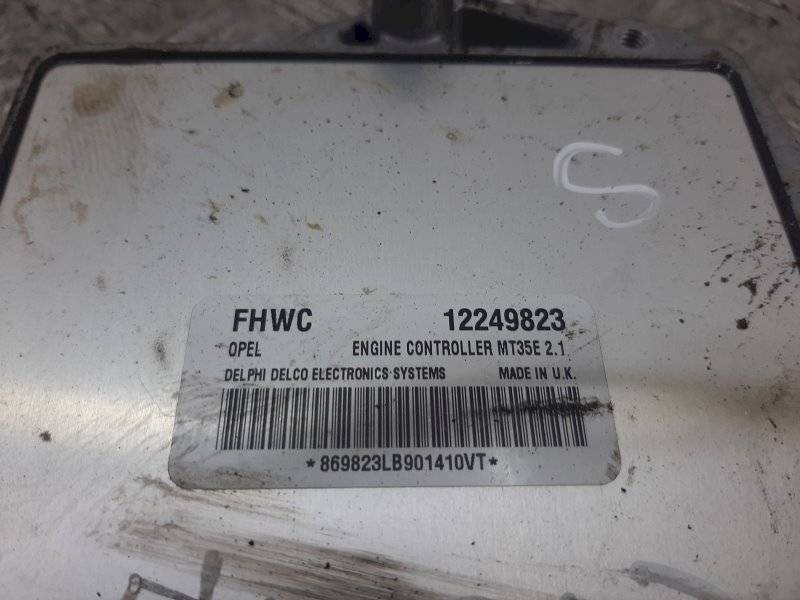 S
FHWC 12249823
OPEL ENGINE CONTROLLER MT35E 2.1
DELPHI DELCO ELECTRONICS SYSTEMS MADE IN U.K.
*869823LB901410VT*